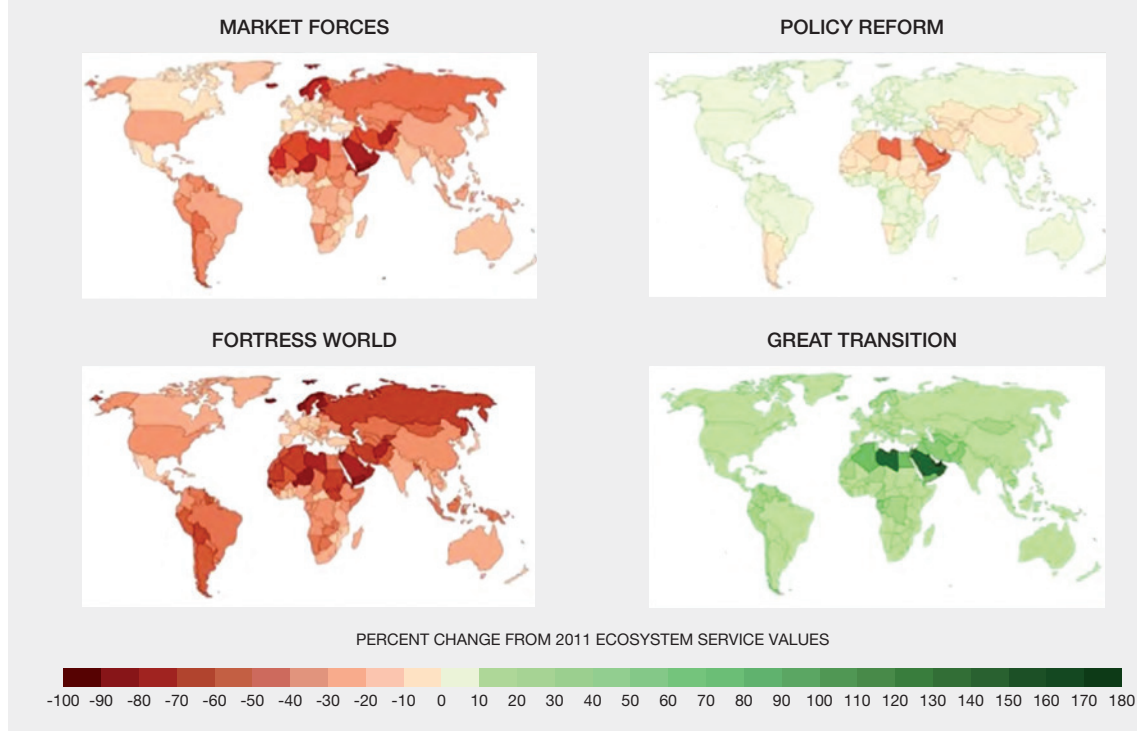 MARKET FORCES
POLICY REFORM
FORTRESS WORLD
GREAT TRANSITION
PERCENT CHANGE FROM 2011 ECOSYSTEM SERVICE VALUES
-100 -90 -80 -70 -60 -50 -40 -30 -20 -10 0 10 20 30 40 50 60 70 80 90 100 110 120 130 140 150 160 170 180